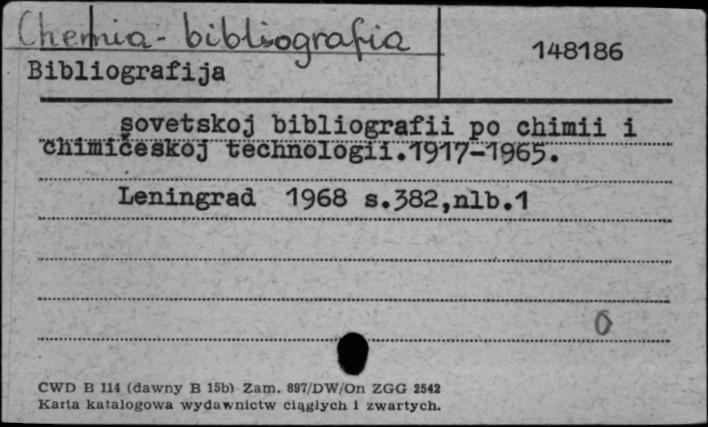 Chemia - bibliografia
148186
Bibliografija
sovetskoj bibliografii po chimii i
chimičeskoj technologii.1917-1965.
Leningrad 1968 s.382,nlb.1
6
CWD B 114 (dawny B 15b) Zam. 897/DW/On ZGG 2542
Karta katalogowa wydawnictw ciągłych i zwartych.